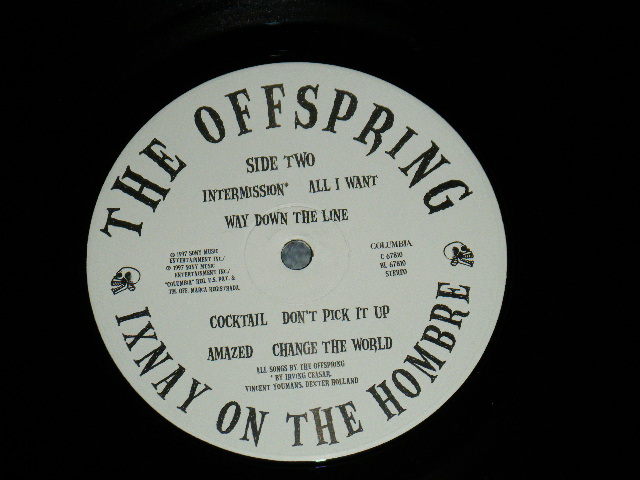 THE OFFSPRING
SIDE TWO
INTERMISSION* ALL I WANT
WAY DOWN THE LINE
℗ 1997 SONY MUSIC
ENTERTAINMENT INC./
© 1997 SONY MUSIC
ENTERTAINMENT INC./
"COLUMBIA" REG. U.S. PAT. &
TM. OFF. MARCA REGISTRADA.
COLUMBIA
C 67810
BL 67810
STEREO
COCKTAIL DON'T PICK IT UP
AMAZED CHANGE THE WORLD
ALL SONGS BY THE OFFSPRING
* BY IRVING CEASAR,
VINCENT YOUMANS, DEXTER HOLLAND
IXNAY ON THE HOMBRE